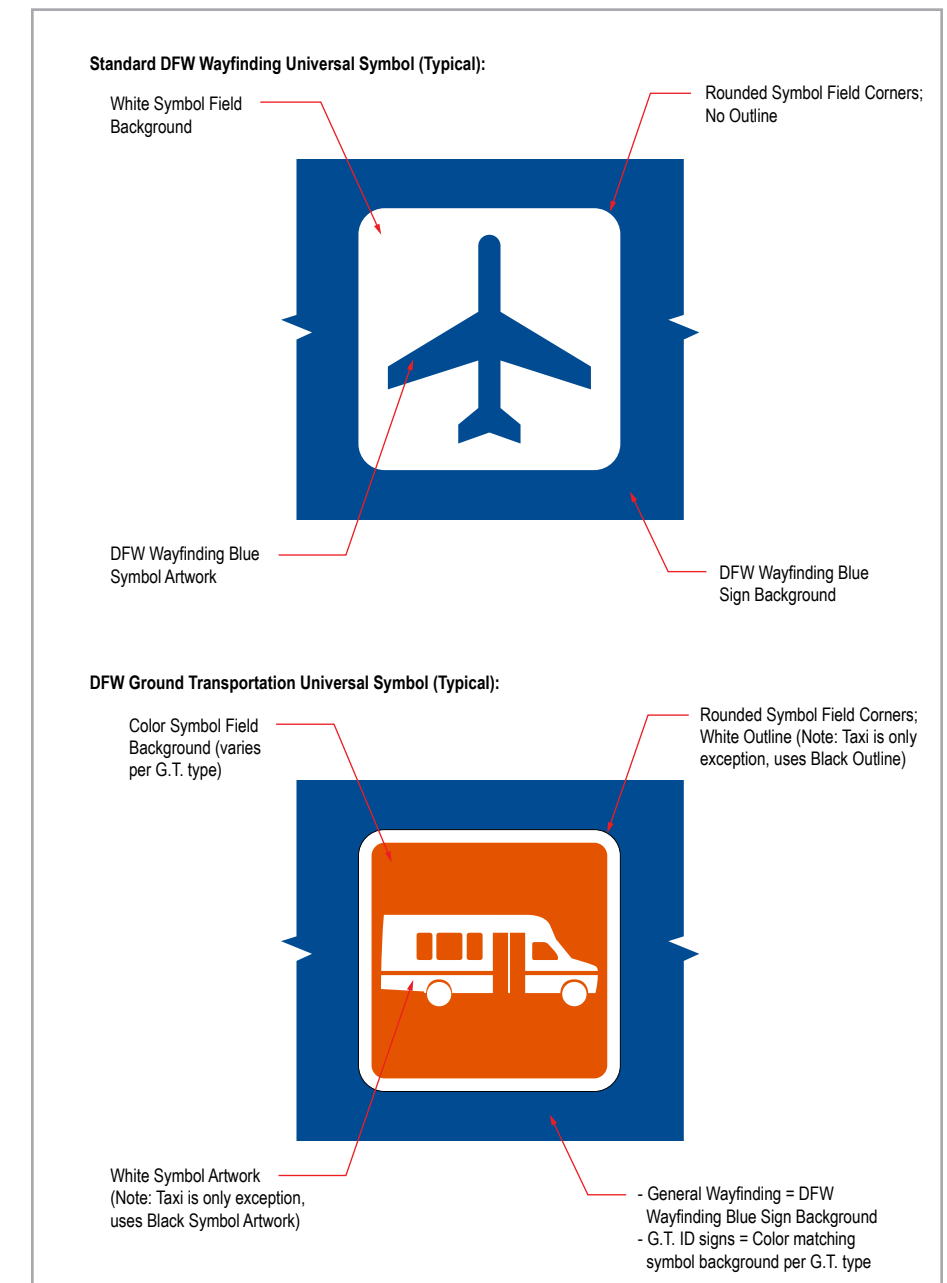 Standard DFW Wayfinding Universal Symbol (Typical):
White Symbol Field
Background
Rounded Symbol Field Corners;
No Outline
DFW Wayfinding Blue
Symbol Artwork
DFW Wayfinding Blue
Sign Background
DFW Ground Transportation Universal Symbol (Typical):
Color Symbol Field
Background (varies
per G.T. type)
Rounded Symbol Field Corners;
White Outline (Note: Taxi is only
exception, uses Black Outline)
White Symbol Artwork
(Note: Taxi is only exception,
uses Black Symbol Artwork)
- General Wayfinding = DFW
Wayfinding Blue Sign Background
- G.T. ID signs = Color matching
symbol background per G.T. type